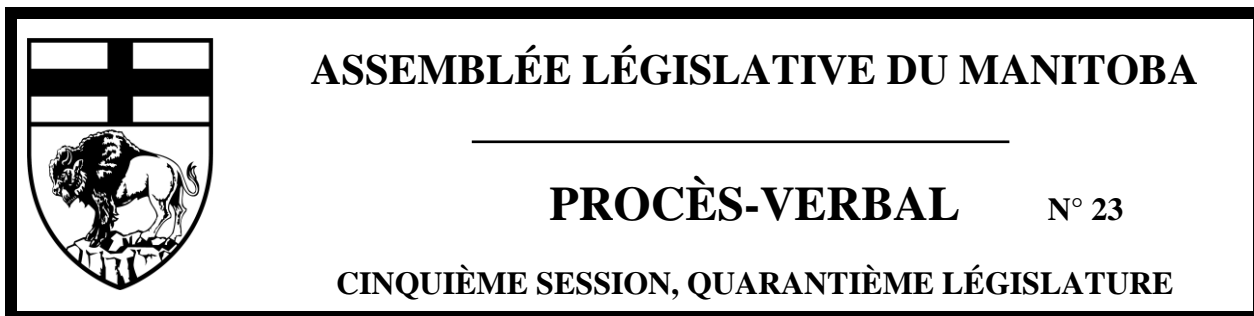 ASSEMBLÉE LÉGISLATIVE DU MANITOBA
PROCÈS-VERBAL N° 23
CINQUIÈME SESSION, QUARANTIÈME LÉGISLATURE